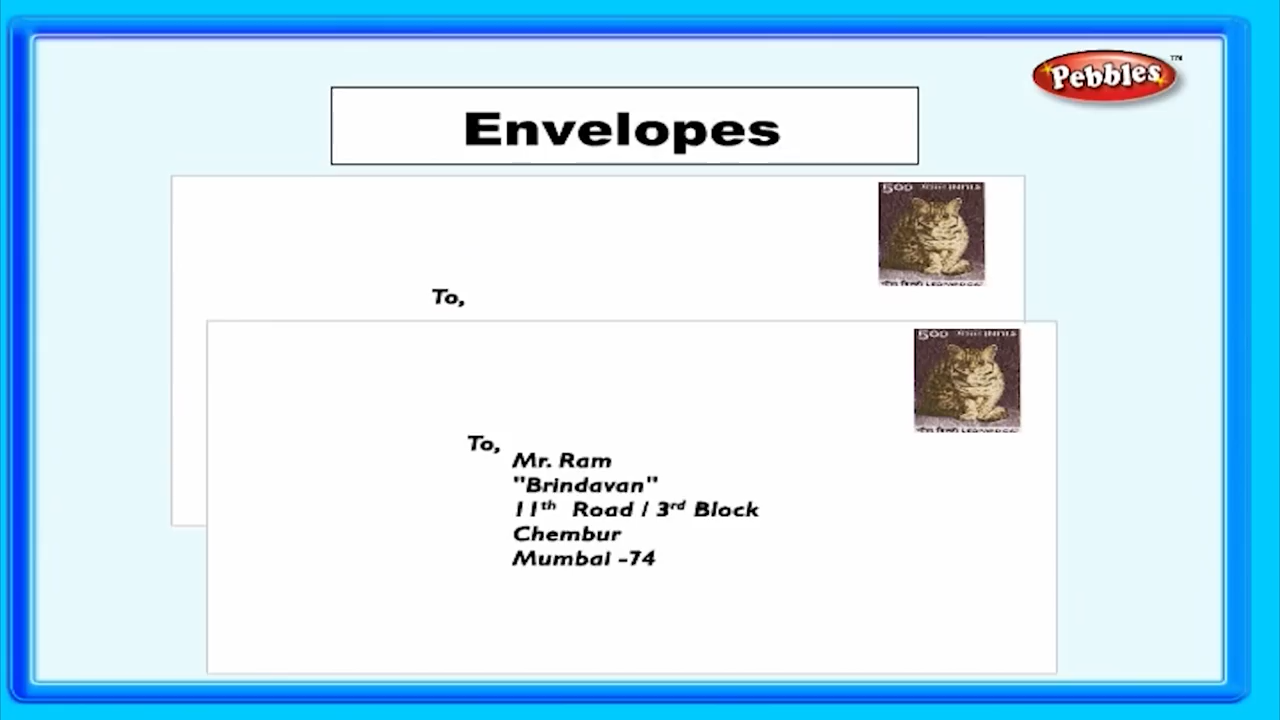 Pebbles™
Envelopes
5.00 INDIA
To,
5.00 INDIA
To,
Mr. Ram
"Brindavan"
11th Road / 3rd Block
Chembur
Mumbai -74